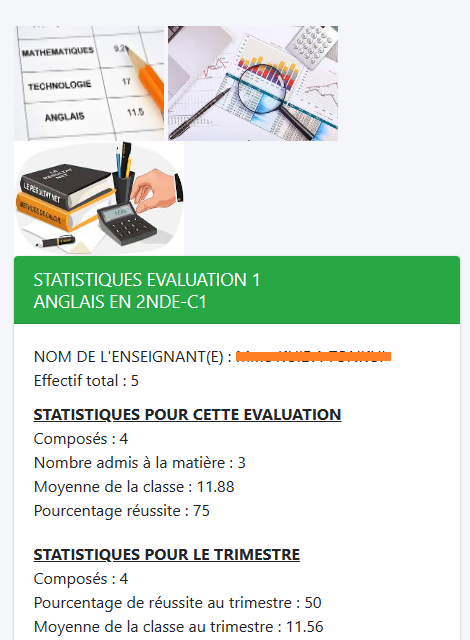 MATHEMATIQUES 9,2
TECHNOLOGIE 17
ANGLAIS 11.5
STATISTIQUES EVALUATION 1
ANGLAIS EN 2NDE-C1
NOM DE L'ENSEIGNANT(E) :
Effectif total : 5
STATISTIQUES POUR CETTE EVALUATION
Composés : 4
Nombre admis à la matière : 3
Moyenne de la classe : 11.88
Pourcentage réussite : 75
STATISTIQUES POUR LE TRIMESTRE
Composés : 4
Pourcentage de réussite au trimestre : 50
Moyenne de la classe au trimestre : 11.56